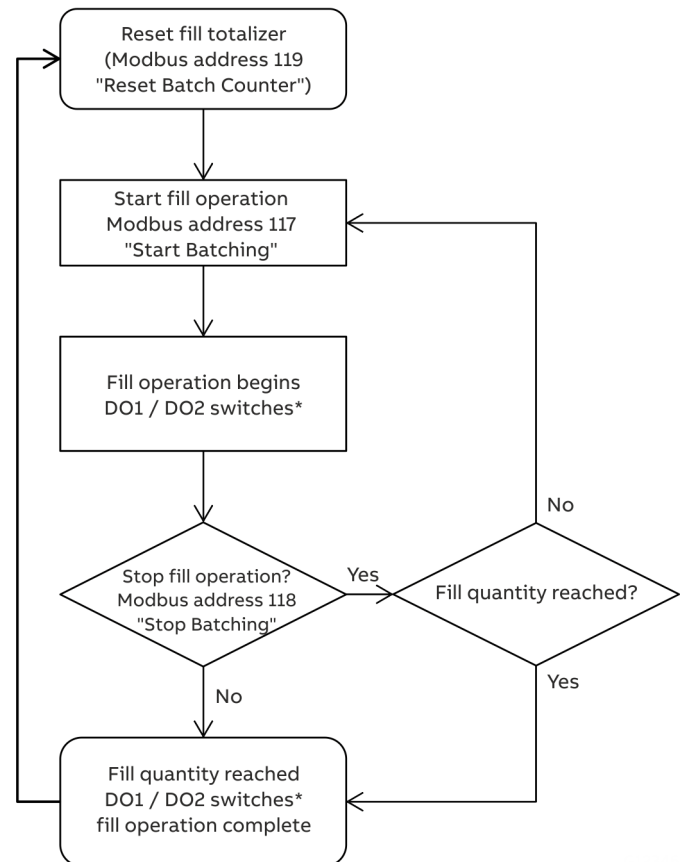 Reset fill totalizer
(Modbus address 119
"Reset Batch Counter")
Start fill operation
Modbus address 117
"Start Batching"
Fill operation begins
DO1 / DO2 switches*
No
Stop fill operation?
Modbus address 118
"Stop Batching"
Yes
Fill quantity reached?
No
Yes
Fill quantity reached
DO1 / DO2 switches*
fill operation complete